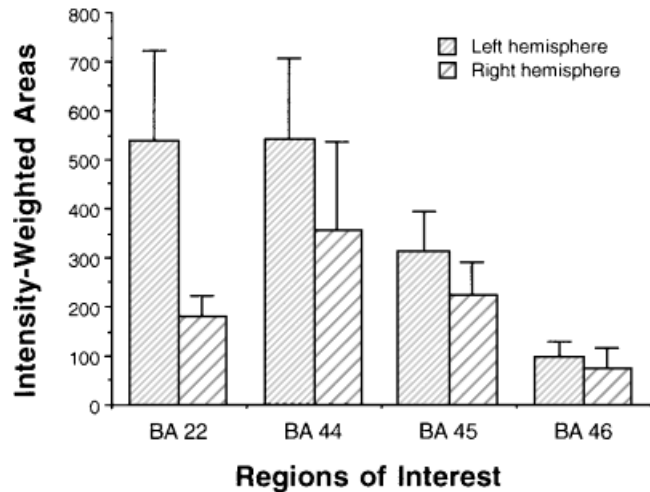 800
700
600
500
400
300
200
100
0
Intensity-Weighted Areas
Left hemisphere
Right hemisphere
BA 22 BA 44 BA 45 BA 46
Regions of Interest